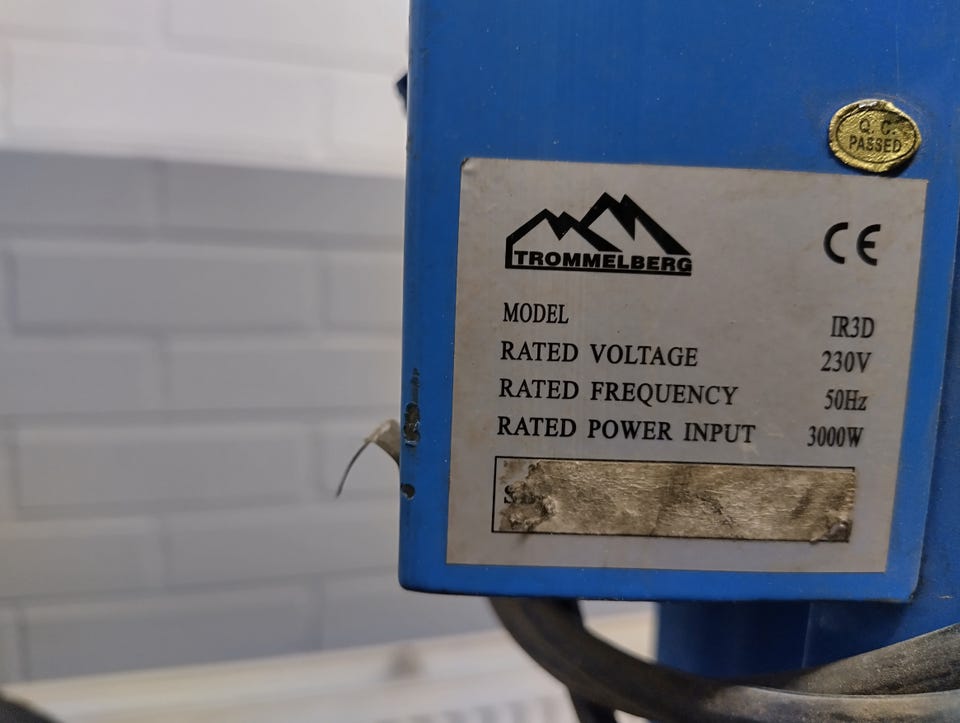 Q. C.
PASSED
TROMMELBERG
CE
MODEL IR3D
RATED VOLTAGE 230V
RATED FREQUENCY 50Hz
RATED POWER INPUT 3000W